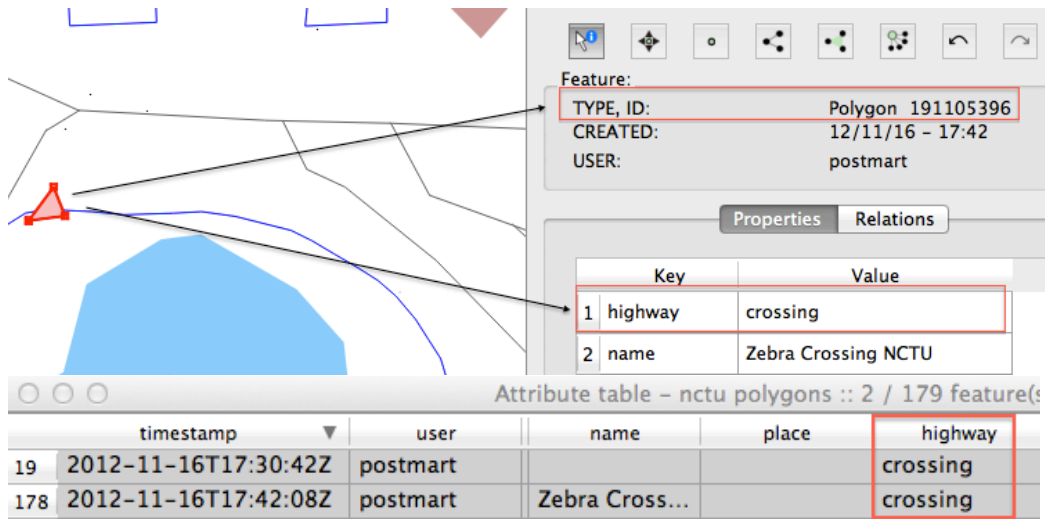 Feature:
TYPE, ID: Polygon 191105396
CREATED: 12/11/16 - 17:42
USER: postmart
Properties Relations
Key Value
1 highway crossing
2 name Zebra Crossing NCTU
Attribute table - nctu polygons :: 2 / 179 feature(s
timestamp user name place highway
19 2012-11-16T17:30:42Z postmart crossing
178 2012-11-16T17:42:08Z postmart Zebra Cross... crossing